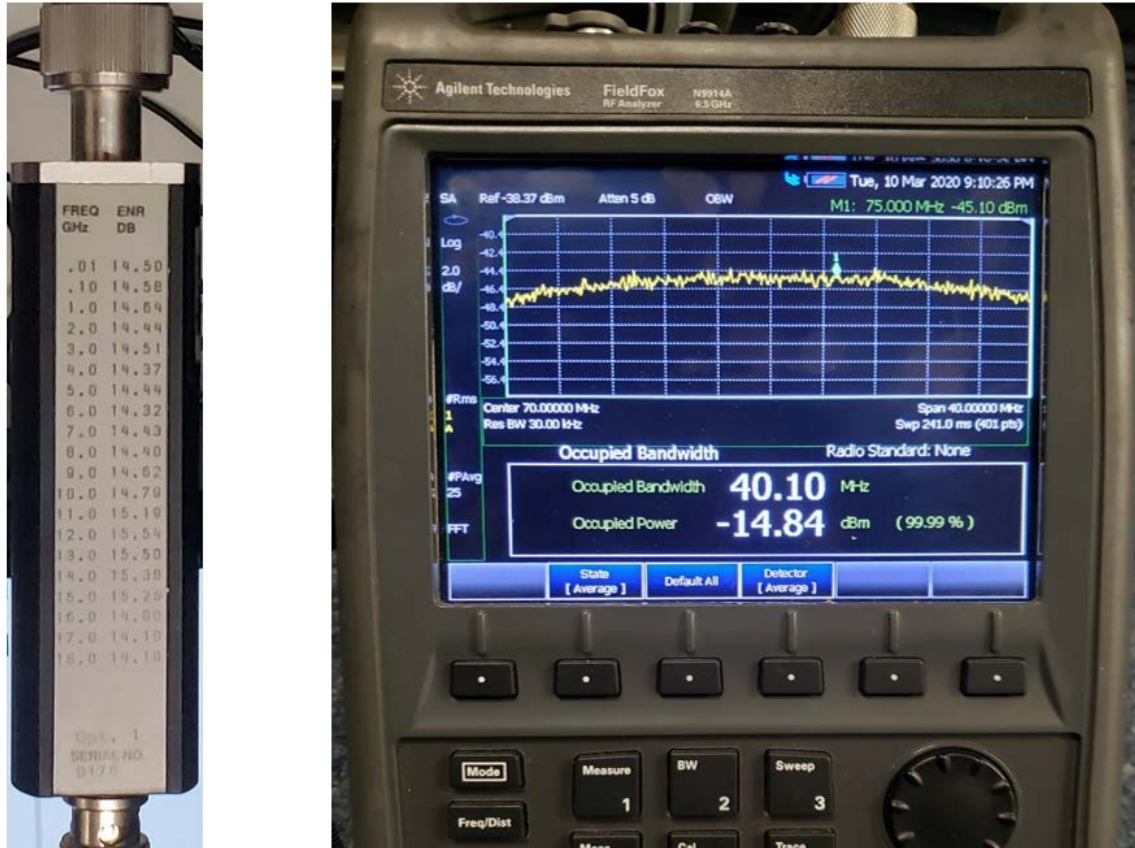 FREQ ENR
GHz DB
.01 14.50
.10 14.58
1.0 14.64
2.0 14.44
3.0 14.51
4.0 14.37
5.0 14.44
6.0 14.32
7.0 14.43
8.0 14.40
9.0 14.62
10.0 14.79
11.0 15.19
12.0 15.54
13.0 15.50
14.0 15.38
15.0 15.25
16.0 14.80
17.0 14.10
18.0 14.18
Opt. 1
SERIAL NO.
Agilent Technologies FieldFox N9914A
RF Analyzer 6.5 GHz
Tue, 10 Mar 2020 9:10:26 PM
SA Ref -38.37 dBm Atten 5 dB OBW
M1: 75.000 MHz -45.10 dBm
Log
2.0
dB/
-40.4
-42.4
-44.4
-46.4
-48.4
-50.4
-52.4
-54.4
-56.4
1
#Rms
1
A
Center 70.00000 MHz Span 40.00000 MHz
Res BW 30.00 kHz Swp 241.0 ms (401 pts)
Occupied Bandwidth Radio Standard: None
#PAvg
25
FFT
Occupied Bandwidth 40.10 MHz
Occupied Power -14.84 dBm (99.99 %)
State Default All Detector
[ Average ] [ Average ]
Mode
Measure
1
BW
2
Sweep
3
Freq/Dist
Cal
Trace